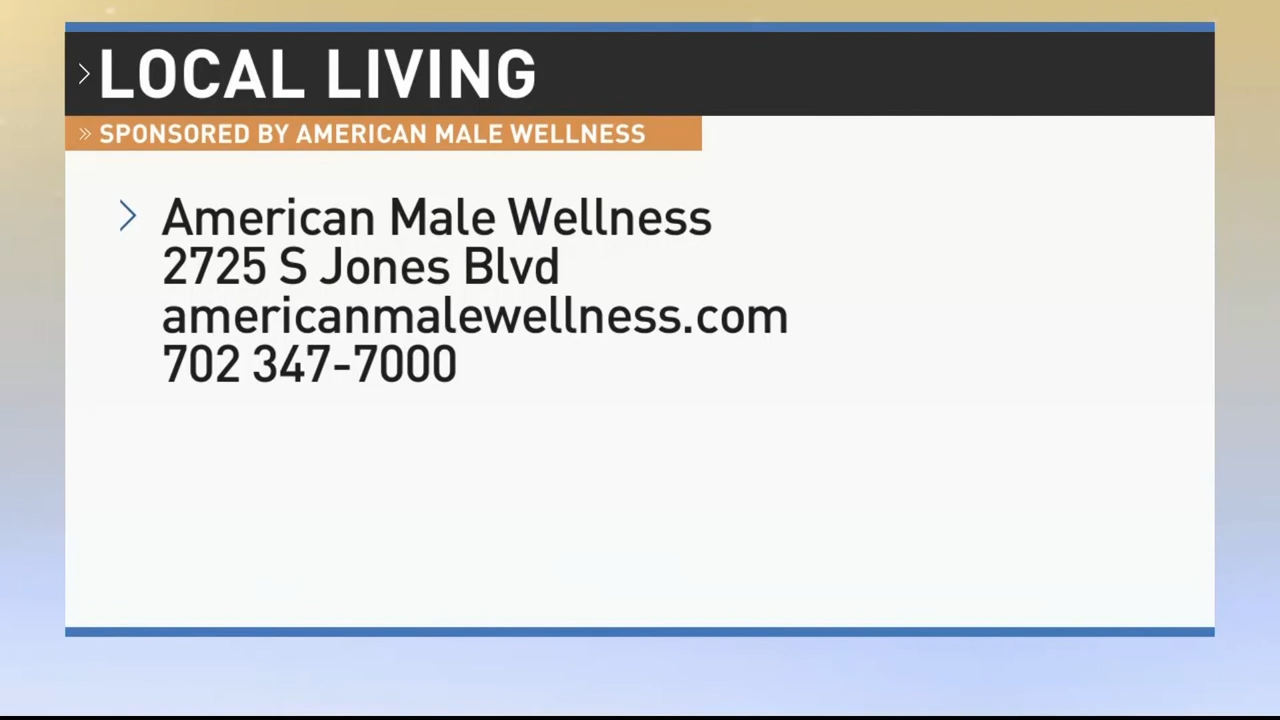 LOCAL LIVING
SPONSORED BY AMERICAN MALE WELLNESS
American Male Wellness
2725 S Jones Blvd
americanmalewellness.com
702 347-7000